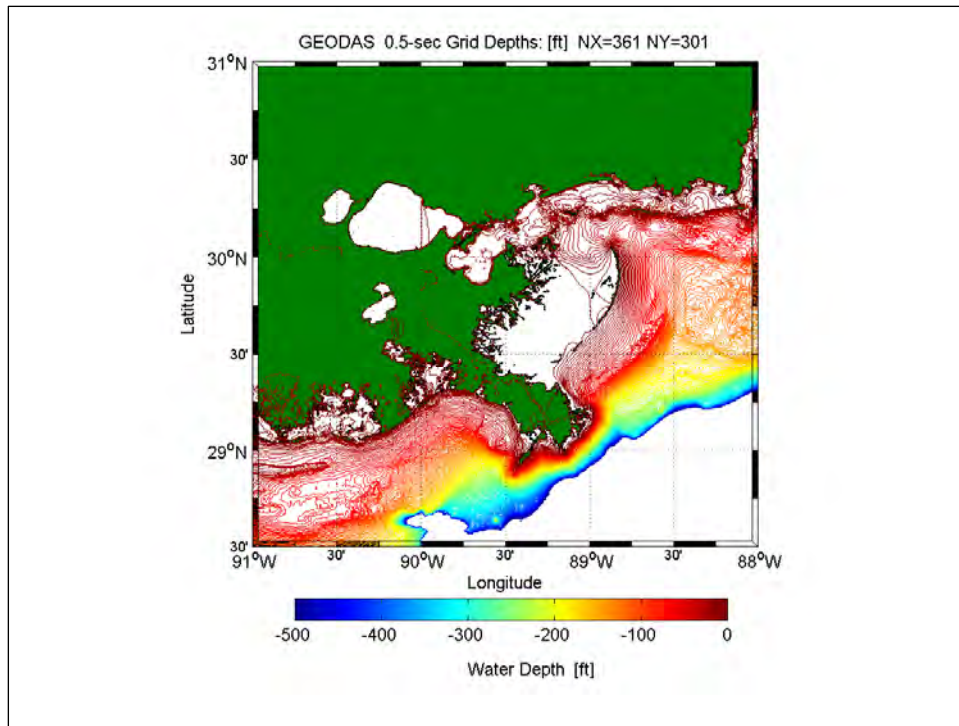 GEODAS 0.5-sec Grid Depths: [ft] NX=361 NY=301
31°N
30'
30°N
30'
29°N
30'
Latitude
91°W 30' 90°W 30' 89°W 30' 88°W
Longitude
-500 -400 -300 -200 -100 0
Water Depth [ft]